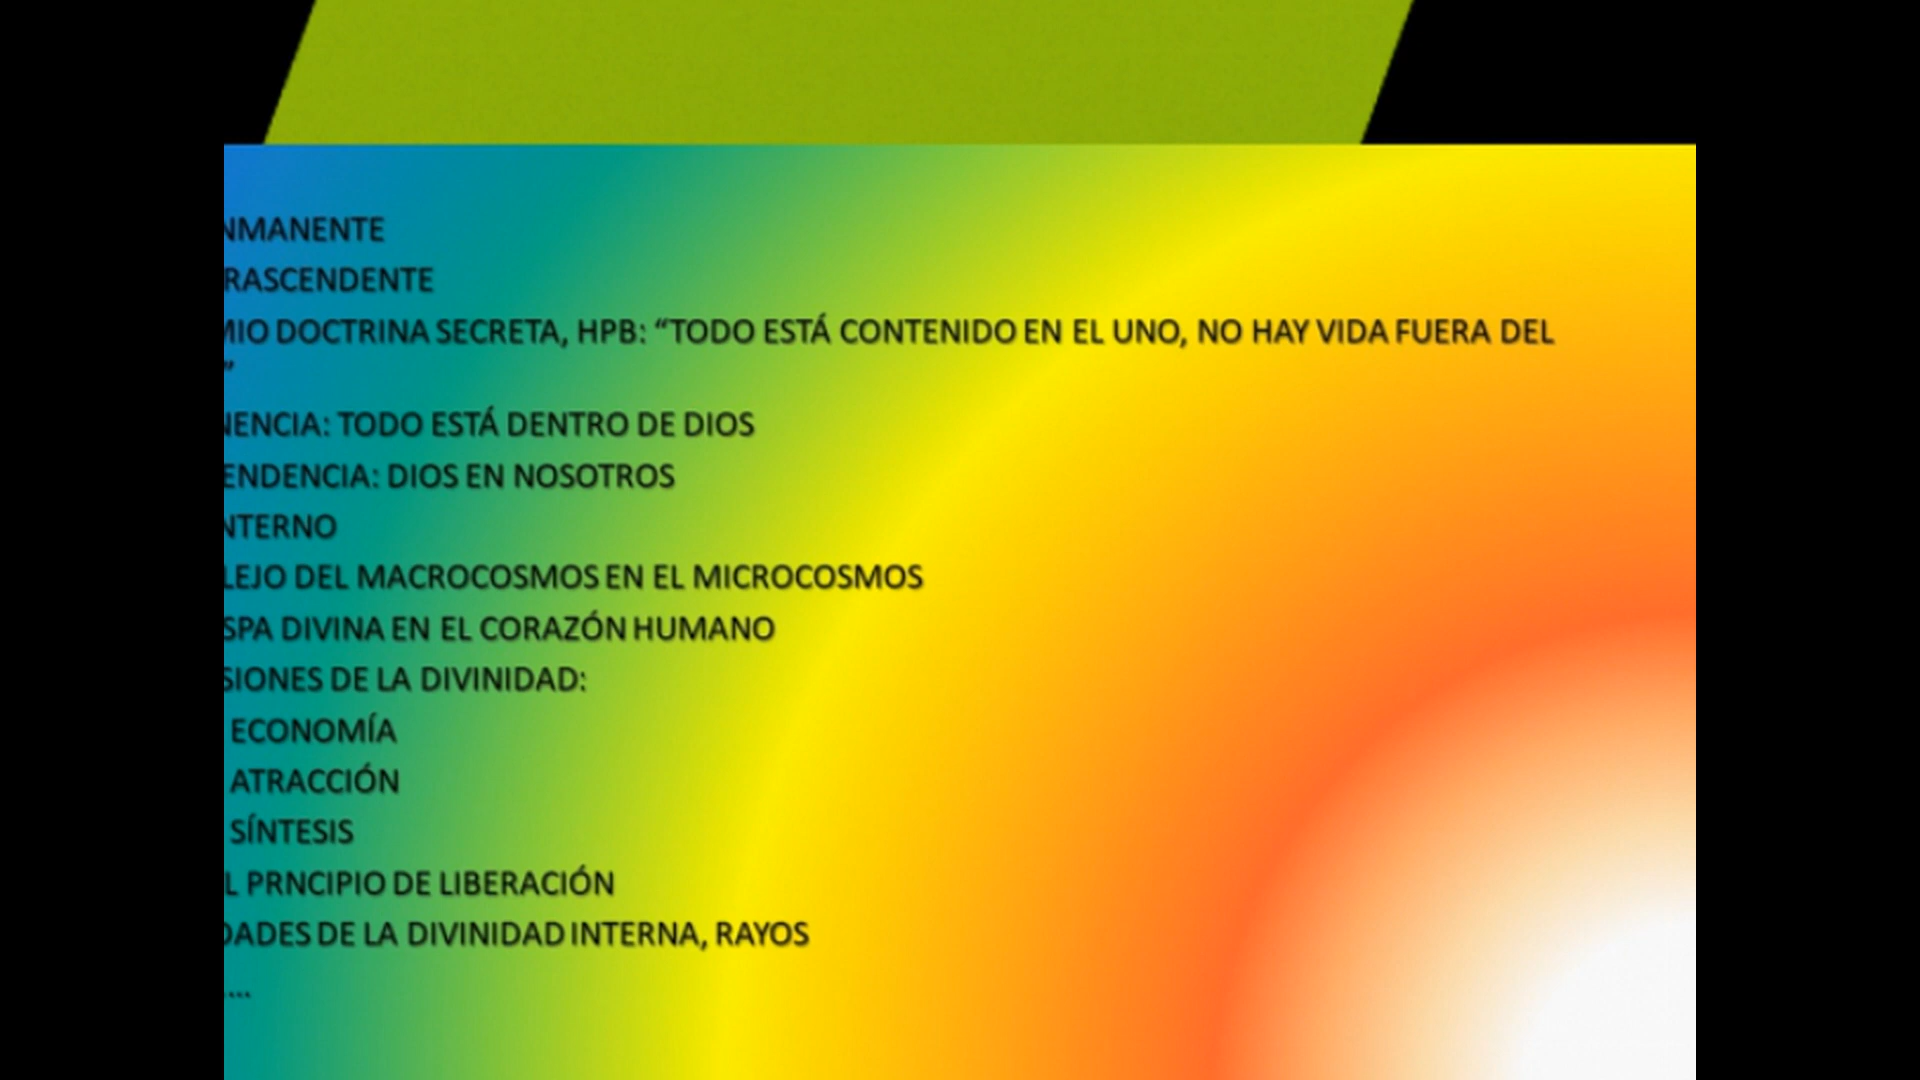 NMANENTE
RASCENDENTE
MIO DOCTRINA SECRETA, HPB: “TODO ESTÁ CONTENIDO EN EL UNO, NO HAY VIDA FUERA DEL
”
NENCIA: TODO ESTÁ DENTRO DE DIOS
ENDENCIA: DIOS EN NOSOTROS
NTERNO
LEJO DEL MACROCOSMOS EN EL MICROCOSMOS
SPA DIVINA EN EL CORAZÓN HUMANO
SIONES DE LA DIVINIDAD:
ECONOMÍA
ATRACCIÓN
SÍNTESIS
L PRNCIPIO DE LIBERACIÓN
DADES DE LA DIVINIDAD INTERNA, RAYOS
....